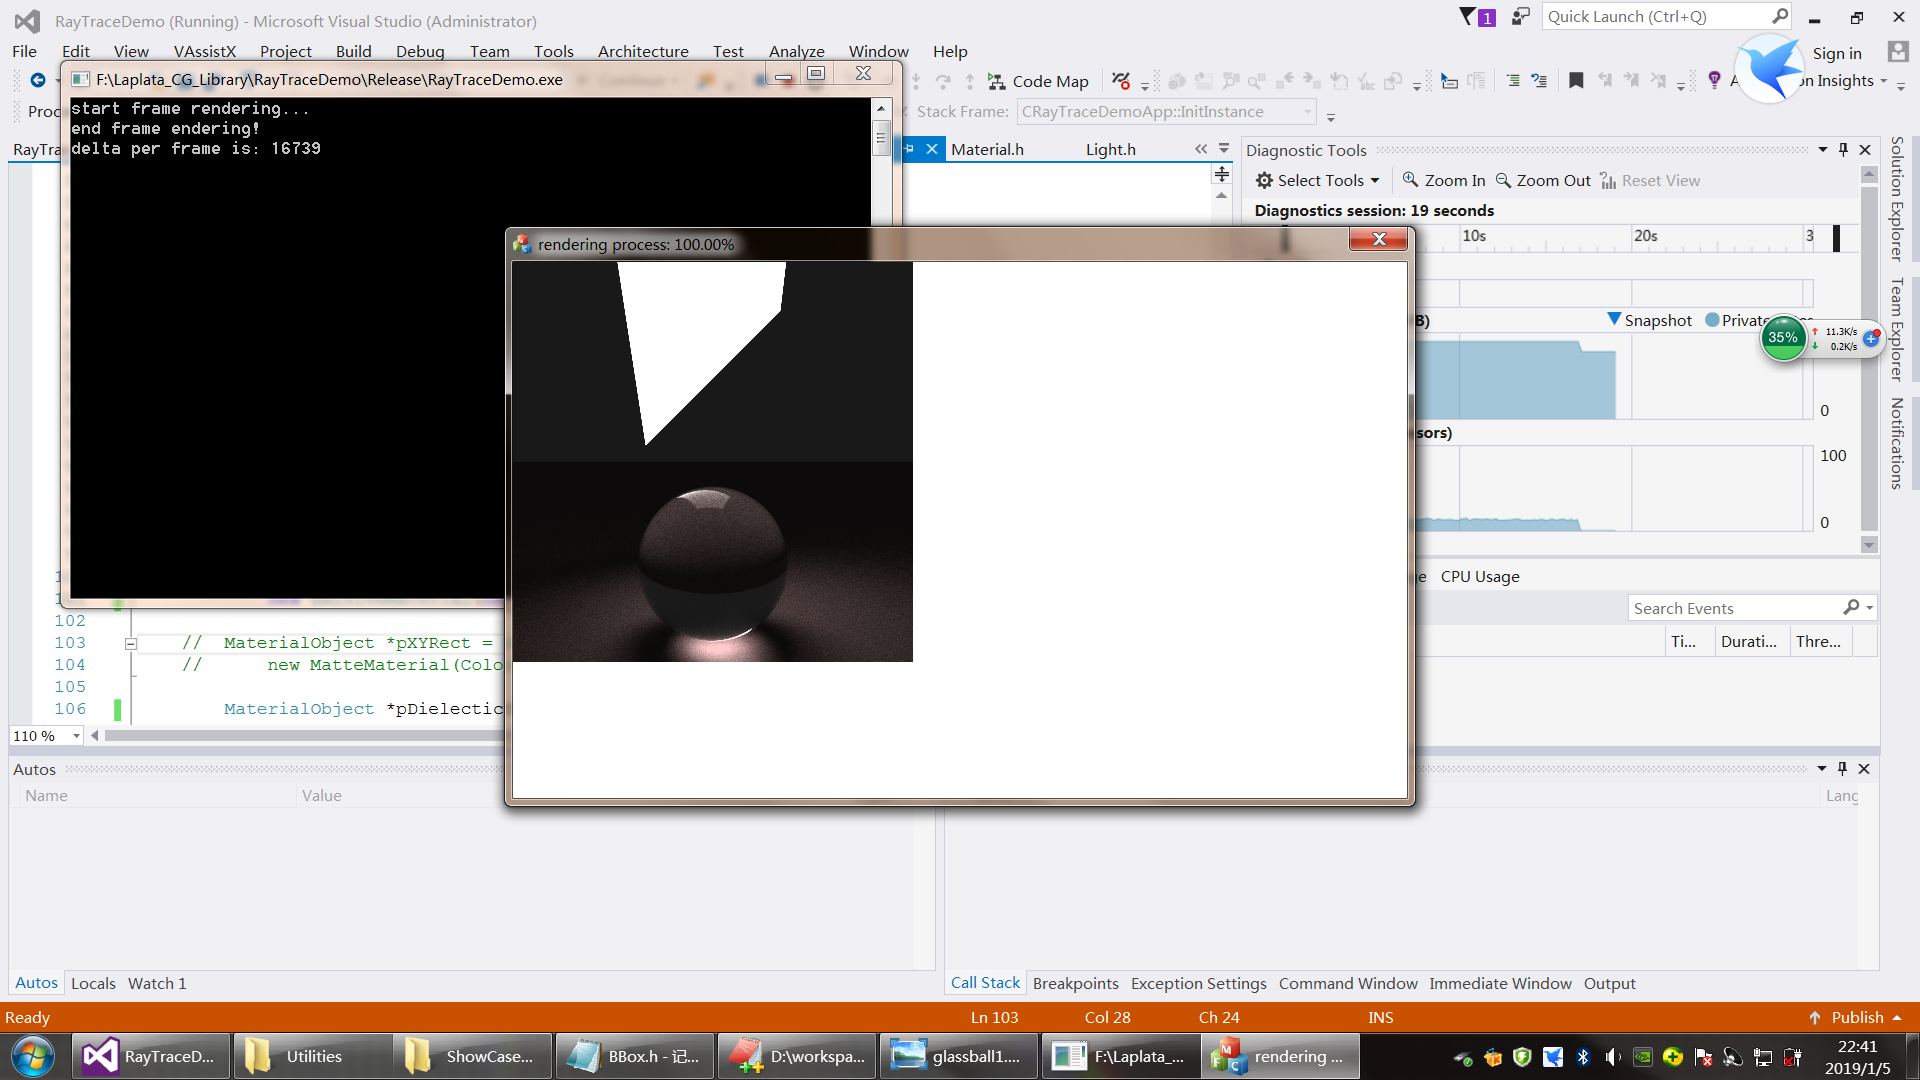 RayTraceDemo (Running) - Microsoft Visual Studio (Administrator)
1
Quick Launch (Ctrl+Q)
File Edit View VAssistX Project Build Debug Team Tools Architecture Test Analyze Window Help
Sign in
F:\Laplata_CG_Library\RayTraceDemo\Release\RayTraceDemo.exe
Code Map
on Insights
Proc
Stack Frame: CRayTraceDemoApp::InitInstance
start frame rendering...
end frame endering!
delta per frame is: 16739
RayTra
Material.h
Light.h
Diagnostic Tools
Select Tools
Zoom In
Zoom Out
Reset View
Diagnostics session: 19 seconds
10s
20s
3
rendering process: 100.00%
B)
Snapshot
Private
35%
11.3K/s
0.2K/s
0
sors)
100
0
CPU Usage
Search Events
Ti...
Durati...
Thre...
102
103 // MaterialObject *pXYRect =
104 // new MatteMaterial(Colo
105
106 MaterialObject *pDielectic
110 %
Autos
Name
Value
Lang
Autos Locals Watch 1
Call Stack Breakpoints Exception Settings Command Window Immediate Window Output
Solution Explorer
Team Explorer
Notifications
Ready
Ln 103
Col 28
Ch 24
INS
Publish
RayTraceD...
Utilities
ShowCase...
BBox.h - 记...
D:\workspa...
glassball1....
F:\Laplata_...
rendering ...
22:41
2019/1/5